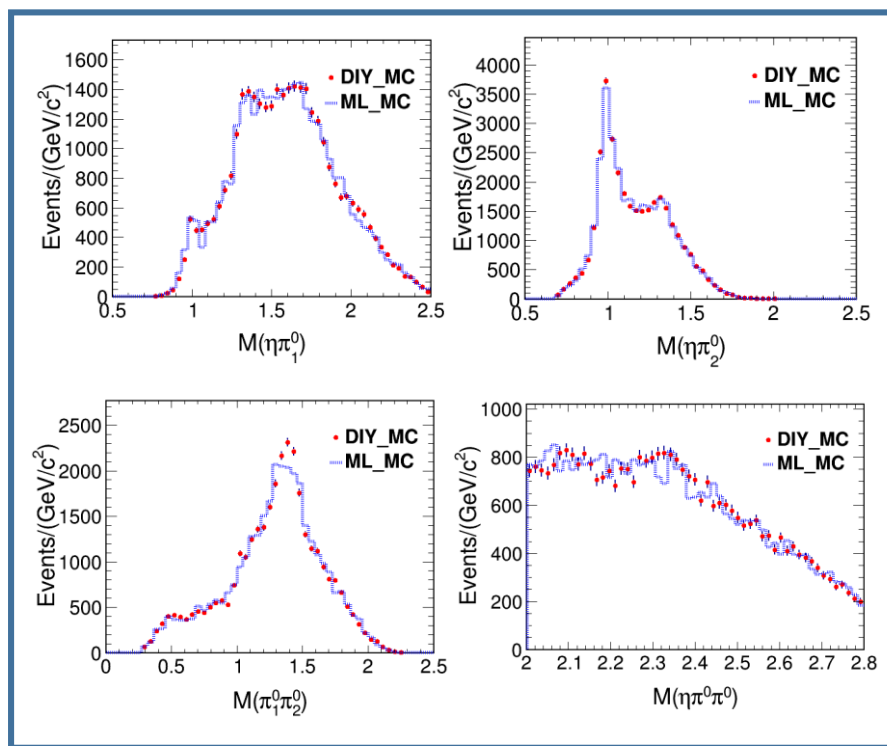 Events/(GeV/c²)
1600
1400
1200
1000
800
600
400
200
0
DIY_MC
ML_MC
0.5 1 1.5 2 2.5
M(ηπ⁰₁)
Events/(GeV/c²)
4000
3500
3000
2500
2000
1500
1000
500
0
DIY_MC
ML_MC
0.5 1 1.5 2 2.5
M(ηπ⁰₂)
Events/(GeV/c²)
2500
2000
1500
1000
500
0
DIY_MC
ML_MC
0 0.5 1 1.5 2 2.5
M(π⁰₁π⁰₂)
Events/(GeV/c²)
1000
800
600
400
200
0
DIY_MC
ML_MC
2 2.1 2.2 2.3 2.4 2.5 2.6 2.7 2.8
M(ηπ⁰π⁰)